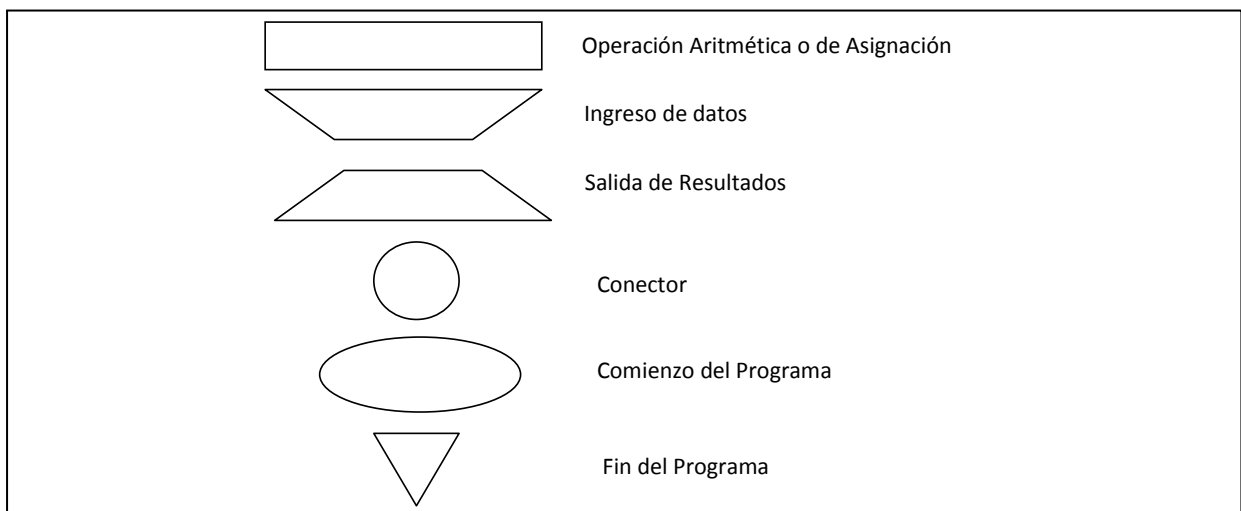 Operación Aritmética o de Asignación
Ingreso de datos
Salida de Resultados
Conector
Comienzo del Programa
Fin del Programa